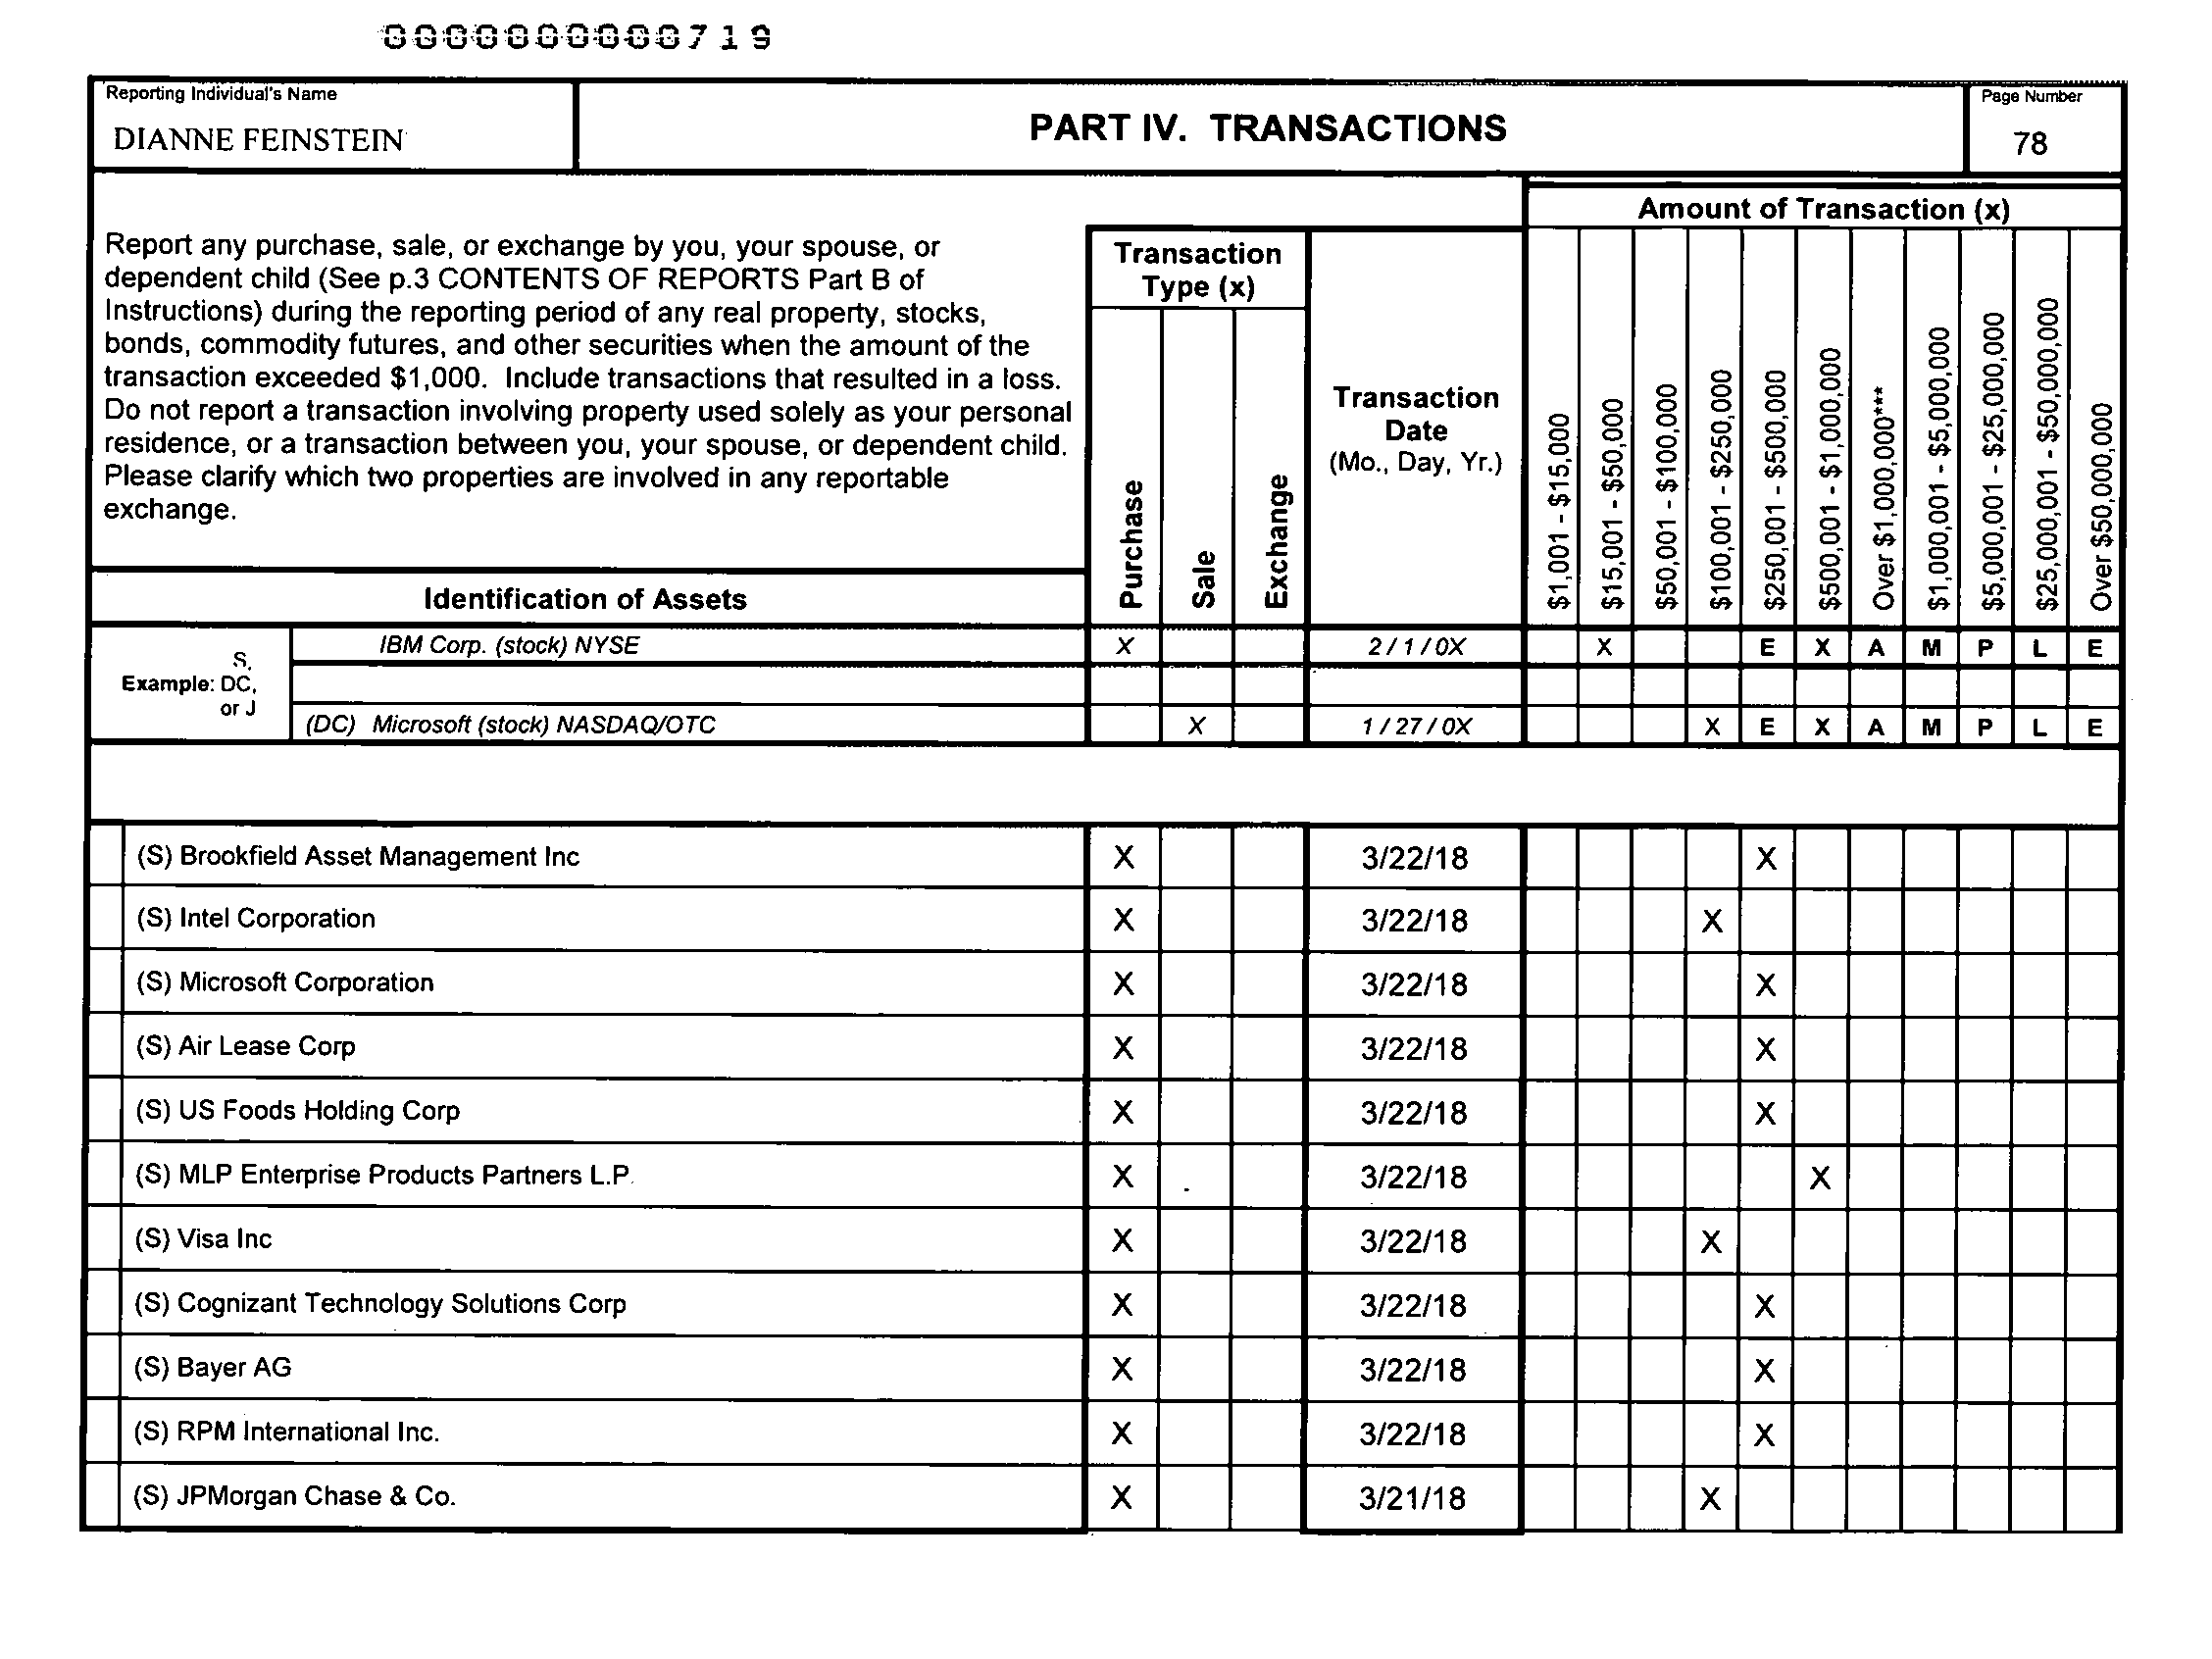 0000000000719
Reporting Individual's Name
DIANNE FEINSTEIN
PART IV. TRANSACTIONS
Page Number
78
Amount of Transaction (x)
Report any purchase, sale, or exchange by you, your spouse, or
dependent child (See p.3 CONTENTS OF REPORTS Part B of
Instructions) during the reporting period of any real property, stocks,
bonds, commodity futures, and other securities when the amount of the
transaction exceeded $1,000. Include transactions that resulted in a loss.
Do not report a transaction involving property used solely as your personal
residence, or a transaction between you, your spouse, or dependent child.
Please clarify which two properties are involved in any reportable
exchange.
Transaction
Type (x)
Purchase
Sale
Exchange
Transaction
Date
(Mo., Day, Yr.)
$1,001 - $15,000
$15,001 - $50,000
$50,001 - $100,000
$100,001 - $250,000
$250,001 - $500,000
$500,001 - $1,000,000
Over $1,000,000***
$1,000,001 - $5,000,000
$5,000,001 - $25,000,000
$25,000,001 - $50,000,000
Over $50,000,000
Identification of Assets
Example:
S,
DC,
or J
IBM Corp. (stock) NYSE X 2 / 1 / 0X X E X A M P L E
(DC) Microsoft (stock) NASDAQ/OTC X 1 / 27 / 0X X E X A M P L E
(S) Brookfield Asset Management Inc X 3/22/18 X
(S) Intel Corporation X 3/22/18 X
(S) Microsoft Corporation X 3/22/18 X
(S) Air Lease Corp X 3/22/18 X
(S) US Foods Holding Corp X 3/22/18 X
(S) MLP Enterprise Products Partners L.P. X 3/22/18 X
(S) Visa Inc X 3/22/18 X
(S) Cognizant Technology Solutions Corp X 3/22/18 X
(S) Bayer AG X 3/22/18 X
(S) RPM International Inc. X 3/22/18 X
(S) JPMorgan Chase & Co. X 3/21/18 X